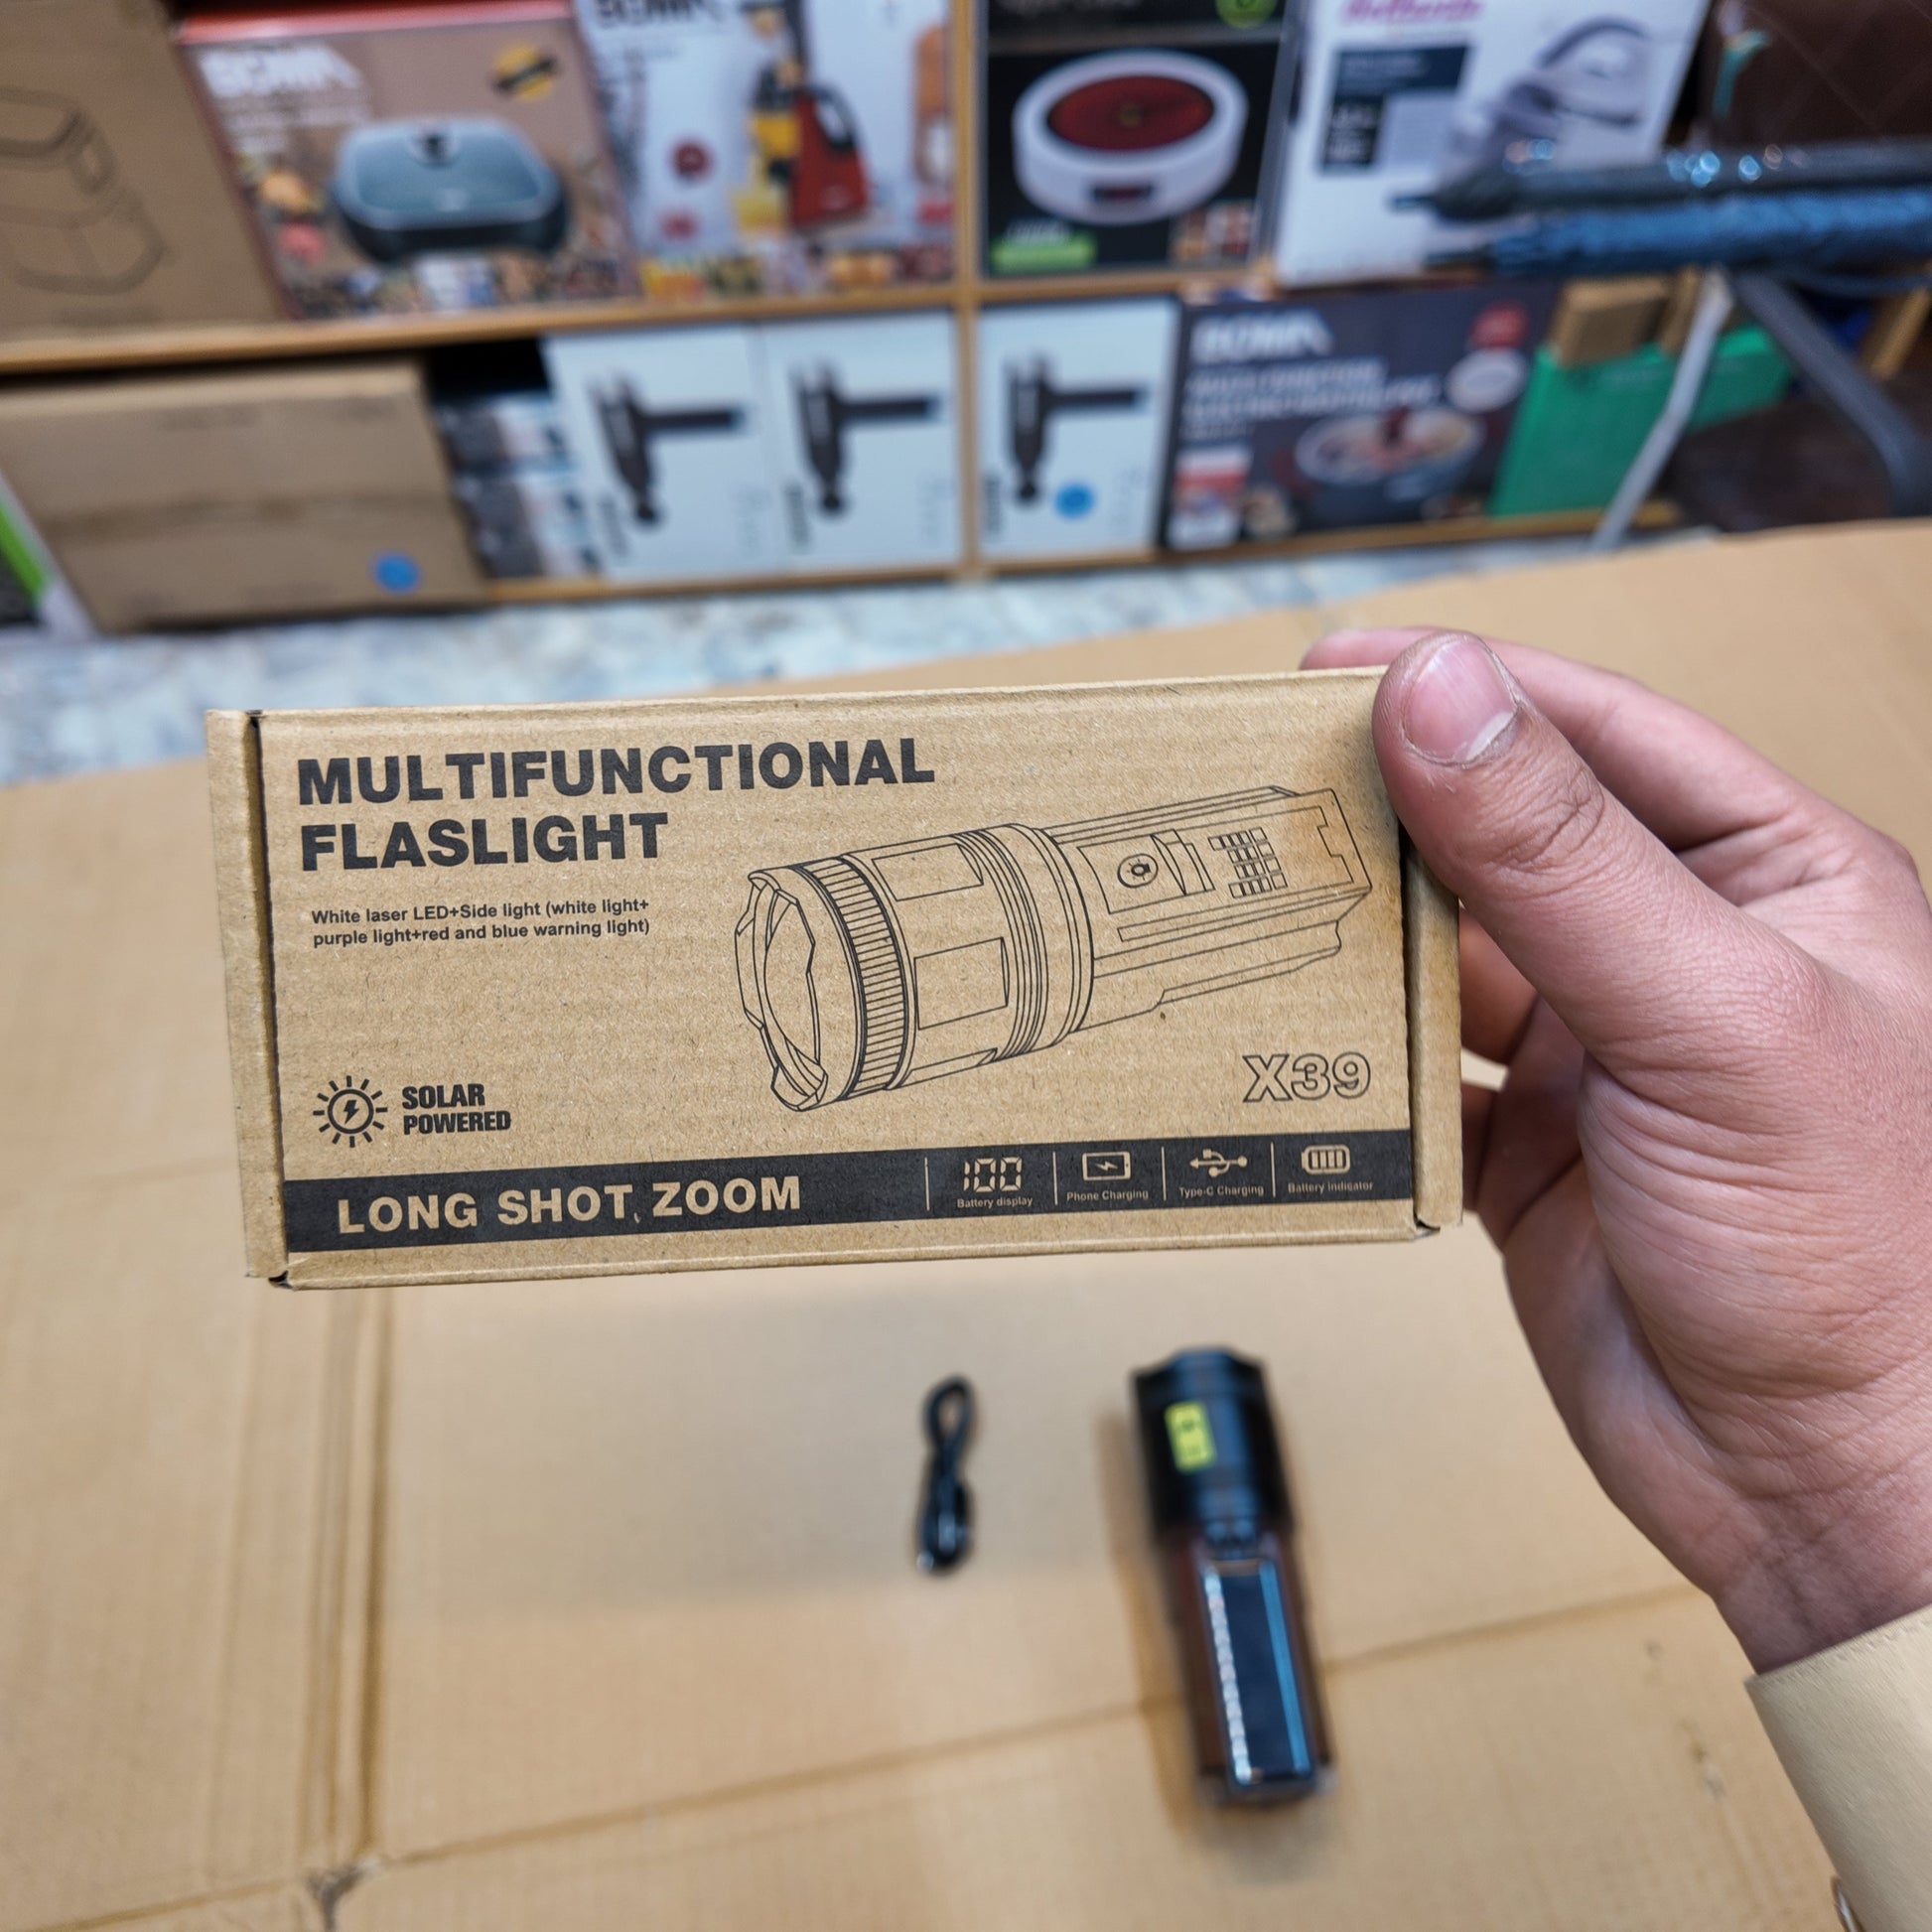 MULTIFUNCTIONAL
FLASLIGHT
White laser LED+Side light (white light+
purple light+red and blue warning light)
SOLAR
POWERED
X39
LONG SHOT ZOOM
100
Battery display
Phone Charging
Type-C Charging
Battery indicator